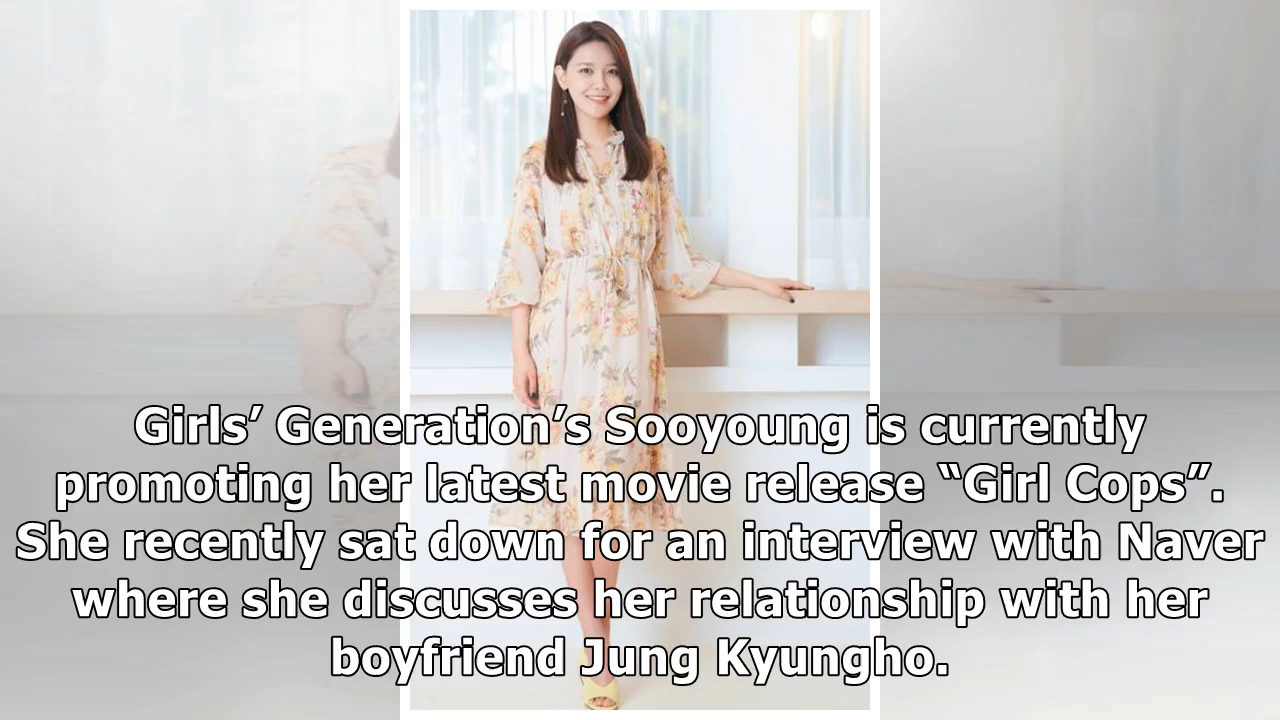 Girls’ Generation’s Sooyoung is currently
promoting her latest movie release “Girl Cops”.
She recently sat down for an interview with Naver
where she discusses her relationship with her
boyfriend Jung Kyungho.